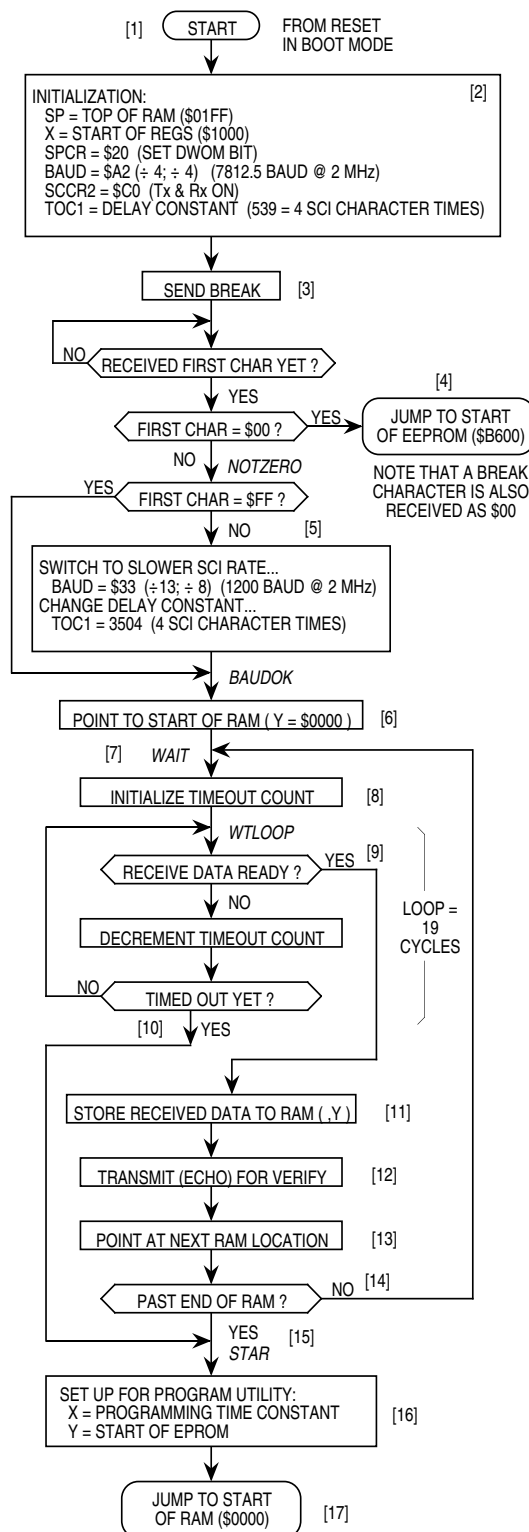 [1]
START
FROM RESET
IN BOOT MODE
[2]
INITIALIZATION:
SP = TOP OF RAM ($01FF)
X = START OF REGS ($1000)
SPCR = $20 (SET DWOM BIT)
BAUD = $A2 (÷ 4; ÷ 4) (7812.5 BAUD @ 2 MHz)
SCCR2 = $C0 (Tx & Rx ON)
TOC1 = DELAY CONSTANT (539 = 4 SCI CHARACTER TIMES)
SEND BREAK
[3]
NO
RECEIVED FIRST CHAR YET ?
YES
[4]
FIRST CHAR = $00 ?
YES
JUMP TO START
OF EEPROM ($B600)
NOTE THAT A BREAK
CHARACTER IS ALSO
RECEIVED AS $00
NO
NOTZERO
YES
FIRST CHAR = $FF ?
NO
[5]
SWITCH TO SLOWER SCI RATE...
BAUD = $33 (÷13; ÷ 8) (1200 BAUD @ 2 MHz)
CHANGE DELAY CONSTANT...
TOC1 = 3504 (4 SCI CHARACTER TIMES)
BAUDOK
POINT TO START OF RAM ( Y = $0000 )
[6]
[7]
WAIT
INITIALIZE TIMEOUT COUNT
[8]
WTLOOP
RECEIVE DATA READY ?
YES
[9]
NO
LOOP =
19
CYCLES
DECREMENT TIMEOUT COUNT
NO
TIMED OUT YET ?
[10]
YES
STORE RECEIVED DATA TO RAM ( ,Y )
[11]
TRANSMIT (ECHO) FOR VERIFY
[12]
POINT AT NEXT RAM LOCATION
[13]
PAST END OF RAM ?
NO
[14]
YES
[15]
STAR
SET UP FOR PROGRAM UTILITY:
X = PROGRAMMING TIME CONSTANT
Y = START OF EPROM
[16]
JUMP TO START
OF RAM ($0000)
[17]